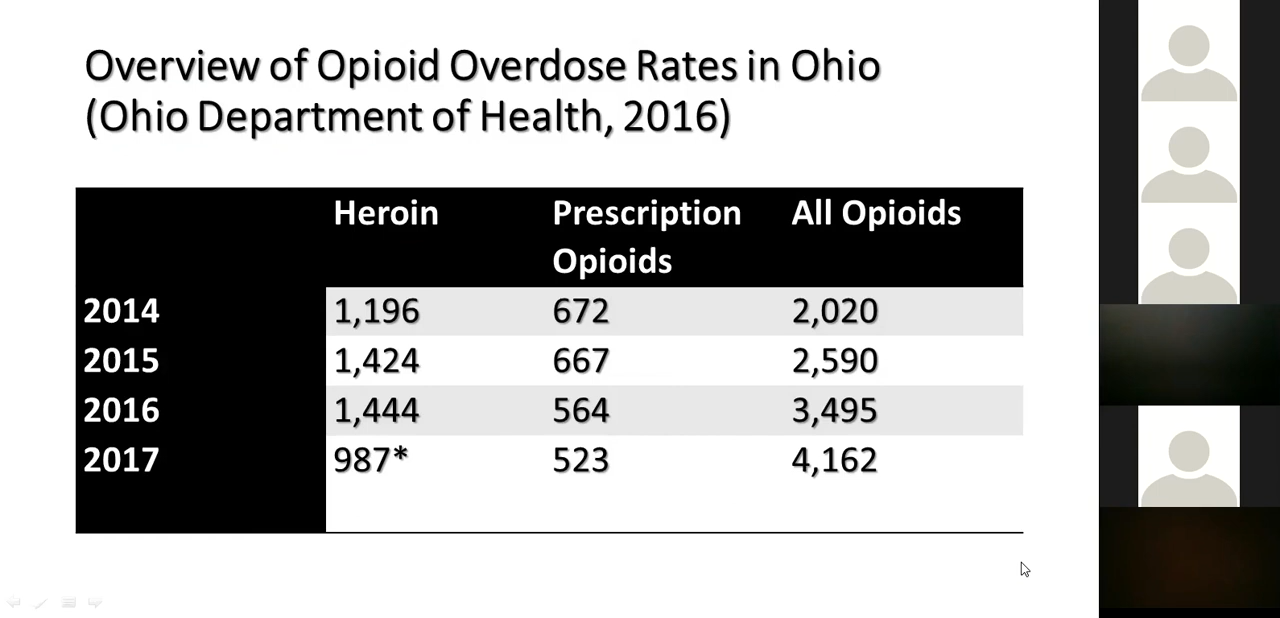 Overview of Opioid Overdose Rates in Ohio
(Ohio Department of Health, 2016)
Heroin Prescription Opioids All Opioids
2014 1,196 672 2,020
2015 1,424 667 2,590
2016 1,444 564 3,495
2017 987* 523 4,162